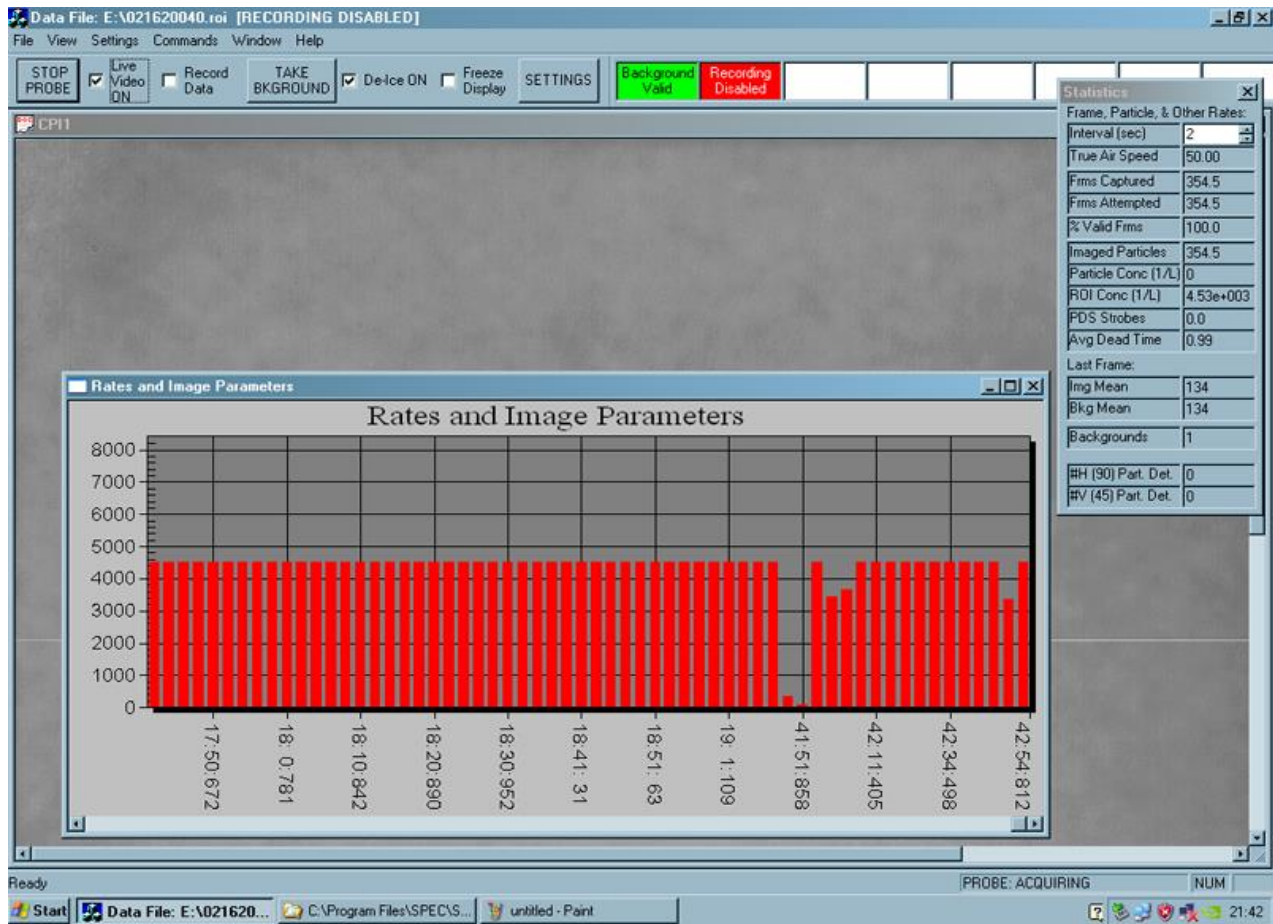 Data File: E:\021620040.roi [RECORDING DISABLED]
File View Settings Commands Window Help
STOP PROBE
Live Video ON
Record Data
TAKE BKGROUND
De-Ice ON
Freeze Display
SETTINGS
Background Valid
Recording Disabled
CPI1
Statistics
Frame, Particle, & Other Rates:
Interval (sec) 2
True Air Speed 50.00
Frms Captured 354.5
Frms Attempted 354.5
% Valid Frms 100.0
Imaged Particles 354.5
Particle Conc (1/L) 0
ROI Conc (1/L) 4.53e+003
PDS Strobes 0.0
Avg Dead Time 0.99
Last Frame:
Img Mean 134
Bkg Mean 134
Backgrounds 1
#H (90) Part. Det. 0
#V (45) Part. Det. 0
Rates and Image Parameters
Rates and Image Parameters
8000
7000
6000
5000
4000
3000
2000
1000
0
17:50:672
18: 0:781
18:10:842
18:20:890
18:30:952
18:41: 31
18:51: 63
19: 1:109
41:51:858
42:11:405
42:34:498
42:54:812
Ready
PROBE: ACQUIRING
NUM
Start
Data File: E:\021620...
C:\Program Files\SPEC\S...
untitled - Paint
21:42